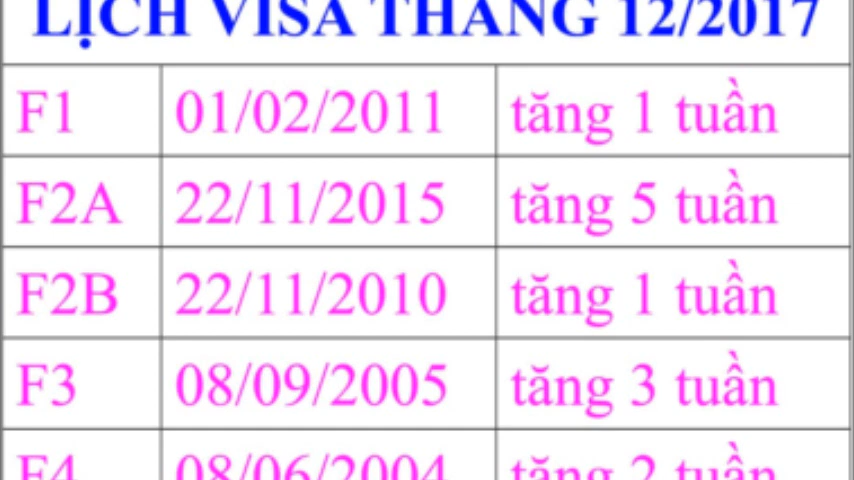 LỊCH VISA THÁNG 12/2017
F1 01/02/2011 tăng 1 tuần
F2A 22/11/2015 tăng 5 tuần
F2B 22/11/2010 tăng 1 tuần
F3 08/09/2005 tăng 3 tuần
F4 08/06/2004 tăng 2 tuần